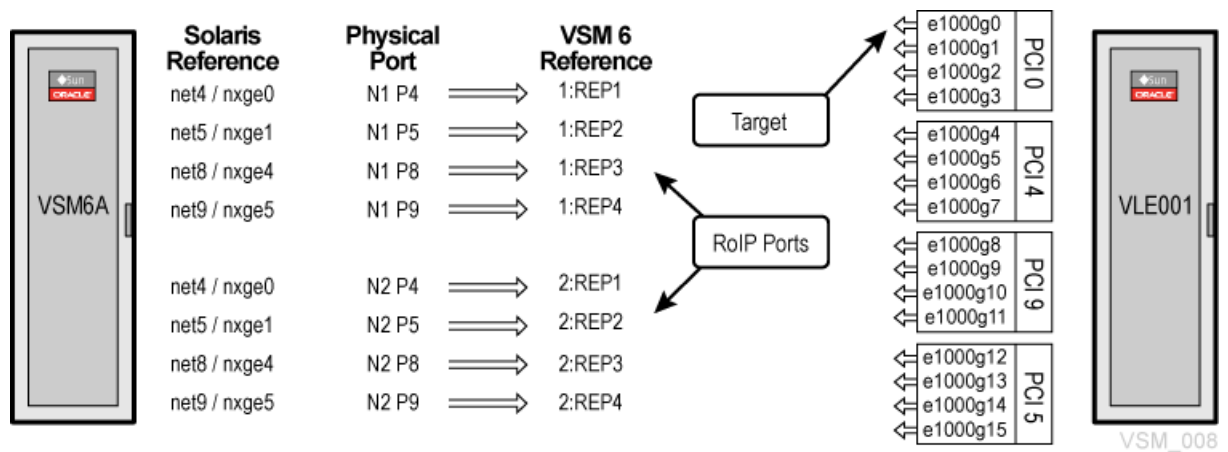 Solaris Reference
Physical Port
VSM 6 Reference
Sun
ORACLE
VSM6A
net4 / nxge0 N1 P4 1:REP1
net5 / nxge1 N1 P5 1:REP2
net8 / nxge4 N1 P8 1:REP3
net9 / nxge5 N1 P9 1:REP4
net4 / nxge0 N2 P4 2:REP1
net5 / nxge1 N2 P5 2:REP2
net8 / nxge4 N2 P8 2:REP3
net9 / nxge5 N2 P9 2:REP4
Target
RoIP Ports
e1000g0
e1000g1
e1000g2
e1000g3
PCI 0
e1000g4
e1000g5
e1000g6
e1000g7
PCI 4
e1000g8
e1000g9
e1000g10
e1000g11
PCI 9
e1000g12
e1000g13
e1000g14
e1000g15
PCI 5
Sun
ORACLE
VLE001
VSM_008